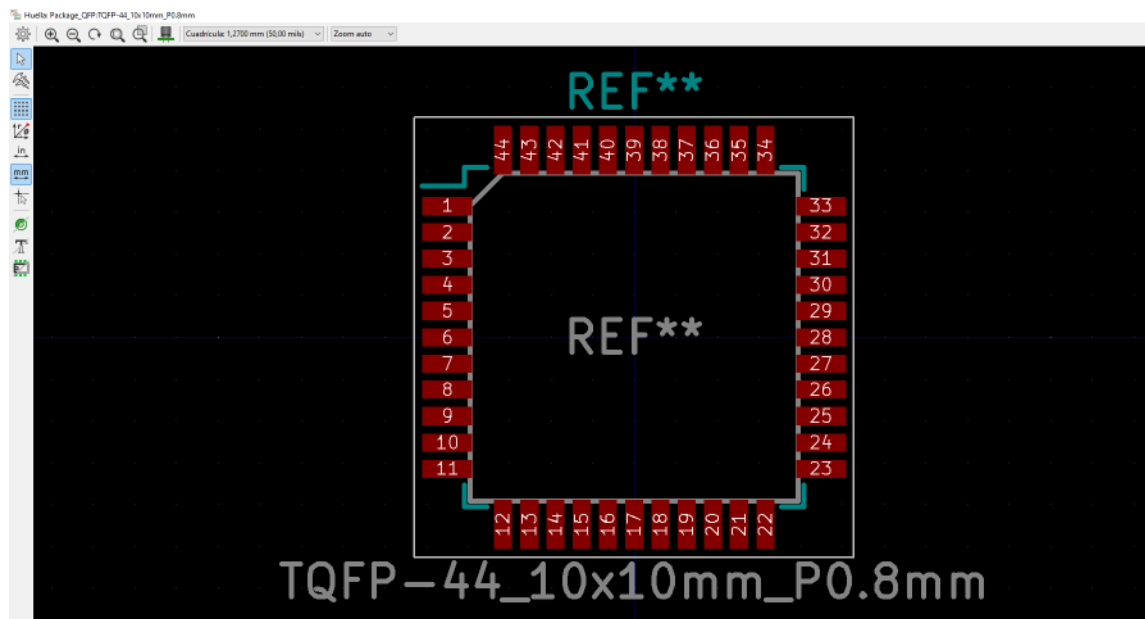 Huella: Package_QFP:TQFP-44_10x10mm_P0.8mm
Cuadrícula: 1,2700 mm (50,00 mils)
Zoom auto
in
mm
REF**
44 43 42 41 40 39 38 37 36 35 34
1 33
2 32
3 31
4 30
5 29
REF**
6 28
7 27
8 26
9 25
10 24
11 23
12 13 14 15 16 17 18 19 20 21 22
TQFP-44_10x10mm_P0.8mm